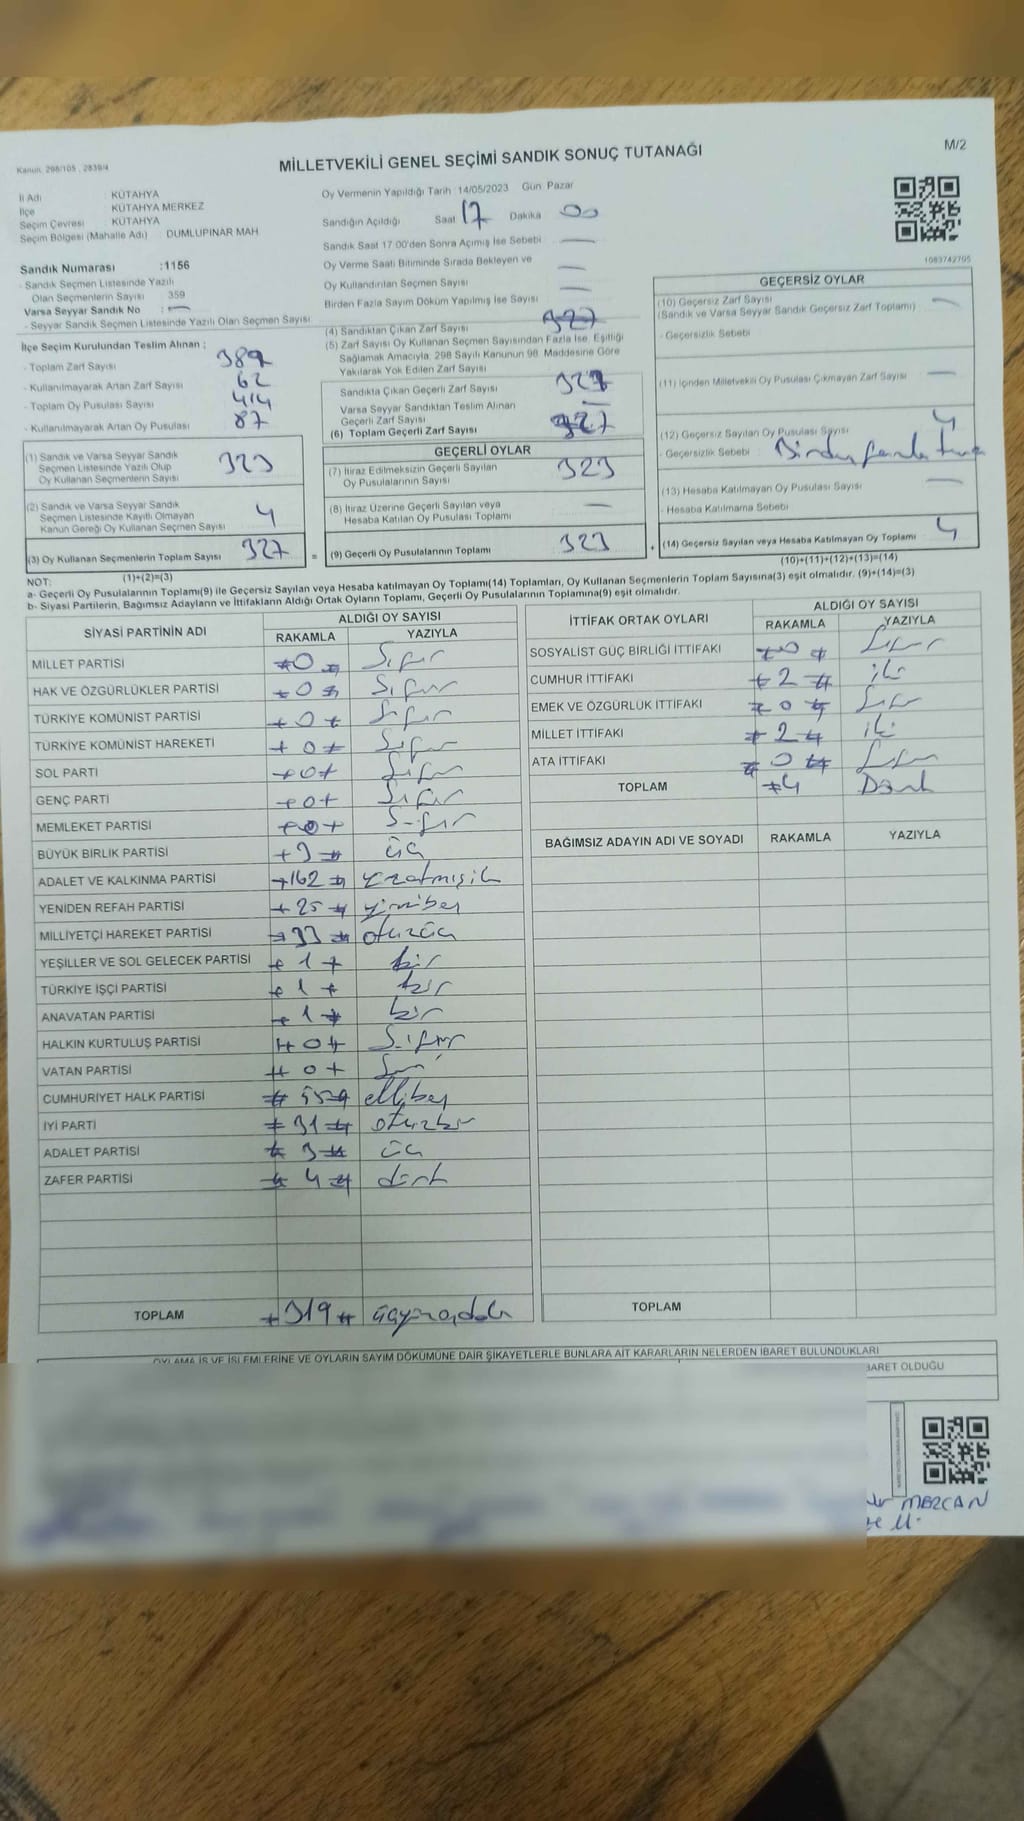 M/2
Kanun, 298/105 , 2839/4
MİLLETVEKİLİ GENEL SEÇİMİ SANDIK SONUÇ TUTANAĞI
İl Adı : KÜTAHYA
İlçe : KÜTAHYA MERKEZ
Seçim Çevresi : KÜTAHYA
Seçim Bölgesi (Mahalle Adı) : DUMLUPINAR MAH
Oy Vermenin Yapıldığı Tarih 14/05/2023 Gün Pazar
Sandığın Açıldığı Saat 17 Dakika 00
Sandık Saat 17:00'den Sonra Açılmış İse Sebebi —
Oy Verme Saati Bitiminde Sırada Bekleyen ve
Oy Kullandırılan Seçmen Sayısı —
Birden Fazla Sayım Döküm Yapılmış İse Sayısı —
1083742705
Sandık Numarası :1156
- Sandık Seçmen Listesinde Yazılı
Olan Seçmenlerin Sayısı 359
Varsa Seyyar Sandık No : —
- Seyyar Sandık Seçmen Listesinde Yazılı Olan Seçmen Sayısı
İlçe Seçim Kurulundan Teslim Alınan ;
- Toplam Zarf Sayısı 389
- Kullanılmayarak Artan Zarf Sayısı 62
- Toplam Oy Pusulası Sayısı 414
- Kullanılmayarak Artan Oy Pusulası 87
(1) Sandık ve Varsa Seyyar Sandık
Seçmen Listesinde Yazılı Olup
Oy Kullanan Seçmenlerin Sayısı 323
(2) Sandık ve Varsa Seyyar Sandık
Seçmen Listesinde Kayıtlı Olmayan
Kanun Gereği Oy Kullanan Seçmen Sayısı 4
(3) Oy Kullanan Seçmenlerin Toplam Sayısı 327 =
(1)+(2)=(3)
(4) Sandıktan Çıkan Zarf Sayısı 327
(5) Zarf Sayısı Oy Kullanan Seçmen Sayısından Fazla İse, Eşitliği
Sağlamak Amacıyla, 298 Sayılı Kanunun 98. Maddesine Göre
Yakılarak Yok Edilen Zarf Sayısı
Sandıkta Çıkan Geçerli Zarf Sayısı 327
Varsa Seyyar Sandıktan Teslim Alınan
Geçerli Zarf Sayısı —
(6) Toplam Geçerli Zarf Sayısı 327
GEÇERLİ OYLAR
(7) İtiraz Edilmeksizin Geçerli Sayılan
Oy Pusulalarının Sayısı 323
(8) İtiraz Üzerine Geçerli Sayılan veya
Hesaba Katılan Oy Pusulası Toplamı —
(9) Geçerli Oy Pusulalarının Toplamı 323 +
GEÇERSİZ OYLAR
(10) Geçersiz Zarf Sayısı
(Sandık ve Varsa Seyyar Sandık Geçersiz Zarf Toplamı) —
- Geçersizlik Sebebi
(11) İçinden Milletvekili Oy Pusulası Çıkmayan Zarf Sayısı —
(12) Geçersiz Sayılan Oy Pusulası Sayısı 4
- Geçersizlik Sebebi : Birden fazla
(13) Hesaba Katılmayan Oy Pusulası Sayısı —
- Hesaba Katılmama Sebebi
(14) Geçersiz Sayılan veya Hesaba Katılmayan Oy Toplamı 4
(10)+(11)+(12)+(13)=(14)
NOT:
a- Geçerli Oy Pusulalarının Toplamı(9) ile Geçersiz Sayılan veya Hesaba katılmayan Oy Toplamı(14) Toplamları, Oy Kullanan Seçmenlerin Toplam Sayısına(3) eşit olmalıdır. (9)+(14)=(3)
b- Siyasi Partilerin, Bağımsız Adayların ve İttifakların Aldığı Ortak Oyların Toplamı, Geçerli Oy Pusulalarının Toplamına(9) eşit olmalıdır.
SİYASİ PARTİNİN ADI ALDIĞI OY SAYISI
RAKAMLA YAZIYLA
MİLLET PARTİSİ 0 Sıfır
HAK VE ÖZGÜRLÜKLER PARTİSİ 0 Sıfır
TÜRKİYE KOMÜNİST PARTİSİ 0 Sıfır
TÜRKİYE KOMÜNİST HAREKETİ 0 Sıfır
SOL PARTİ 0 Sıfır
GENÇ PARTİ 0 Sıfır
MEMLEKET PARTİSİ 0 Sıfır
BÜYÜK BİRLİK PARTİSİ 3 üç
ADALET VE KALKINMA PARTİSİ 162 yüzatmışiki
YENİDEN REFAH PARTİSİ 25 yirmibeş
MİLLİYETÇİ HAREKET PARTİSİ 33 otuzüç
YEŞİLLER VE SOL GELECEK PARTİSİ 1 bir
TÜRKİYE İŞÇİ PARTİSİ 1 bir
ANAVATAN PARTİSİ 1 bir
HALKIN KURTULUŞ PARTİSİ 0 Sıfır
VATAN PARTİSİ 0 Sıfır
CUMHURİYET HALK PARTİSİ 55 ellibeş
İYİ PARTİ 31 otuzbir
ADALET PARTİSİ 3 üç
ZAFER PARTİSİ 4 dört
TOPLAM 319
İTTİFAK ORTAK OYLARI ALDIĞI OY SAYISI
RAKAMLA YAZIYLA
SOSYALİST GÜÇ BİRLİĞİ İTTİFAKI 0 Sıfır
CUMHUR İTTİFAKI 2 iki
EMEK VE ÖZGÜRLÜK İTTİFAKI 0 Sıfır
MİLLET İTTİFAKI 2 iki
ATA İTTİFAKI 0 Sıfır
TOPLAM 4 Dört
BAĞIMSIZ ADAYIN ADI VE SOYADI RAKAMLA YAZIYLA
TOPLAM
OYLAMA İŞ VE İŞLEMLERİNE VE OYLARIN SAYIM DÖKÜMÜNE DAİR ŞİKAYETLERLE BUNLARA AİT KARARLARIN NELERDEN İBARET BULUNDUKLARI
BARET OLDUĞU
MERCAN